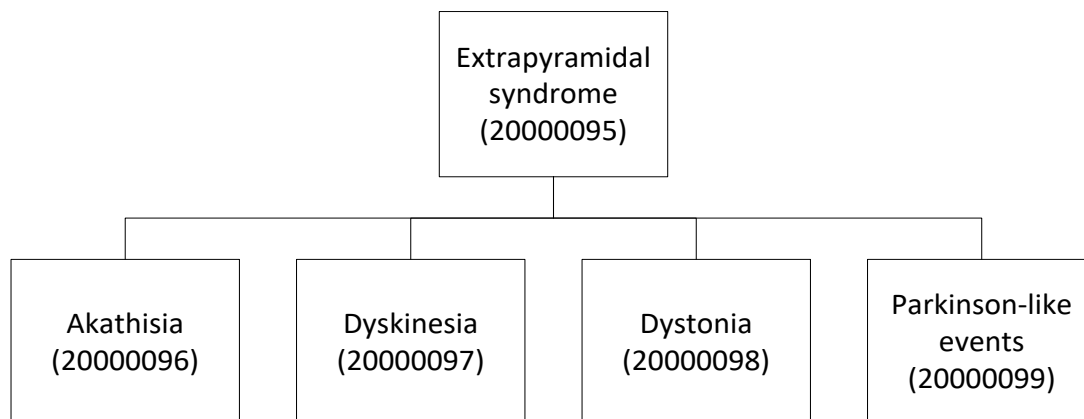 Extrapyramidal
syndrome
(20000095)
Akathisia
(20000096)
Dyskinesia
(20000097)
Dystonia
(20000098)
Parkinson-like
events
(20000099)